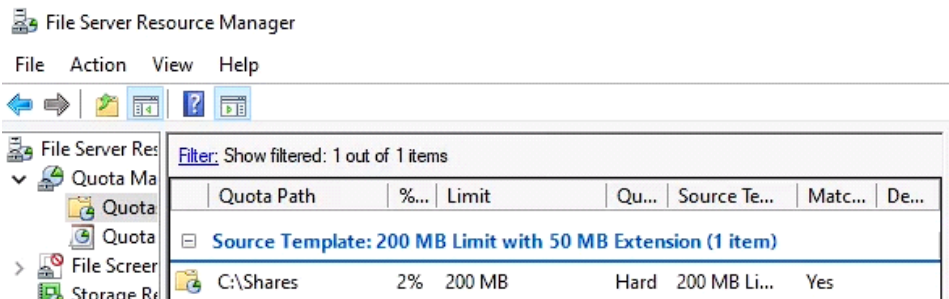 File Server Resource Manager
File Action View Help
Filter: Show filtered: 1 out of 1 items
File Server Res
Quota Ma
Quota
Quota
File Screer
Storage Re
Quota Path %... Limit Qu... Source Te... Matc... De...
Source Template: 200 MB Limit with 50 MB Extension (1 item)
C:\Shares 2% 200 MB Hard 200 MB Li... Yes